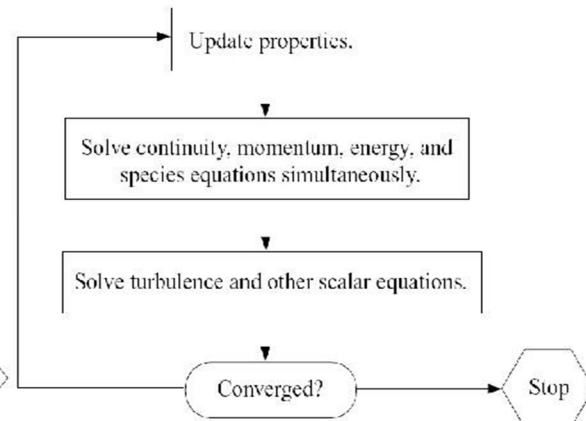 Update properties.
Solve continuity, momentum, energy, and
species equations simultaneously.
Solve turbulence and other scalar equations.
Converged?
Stop